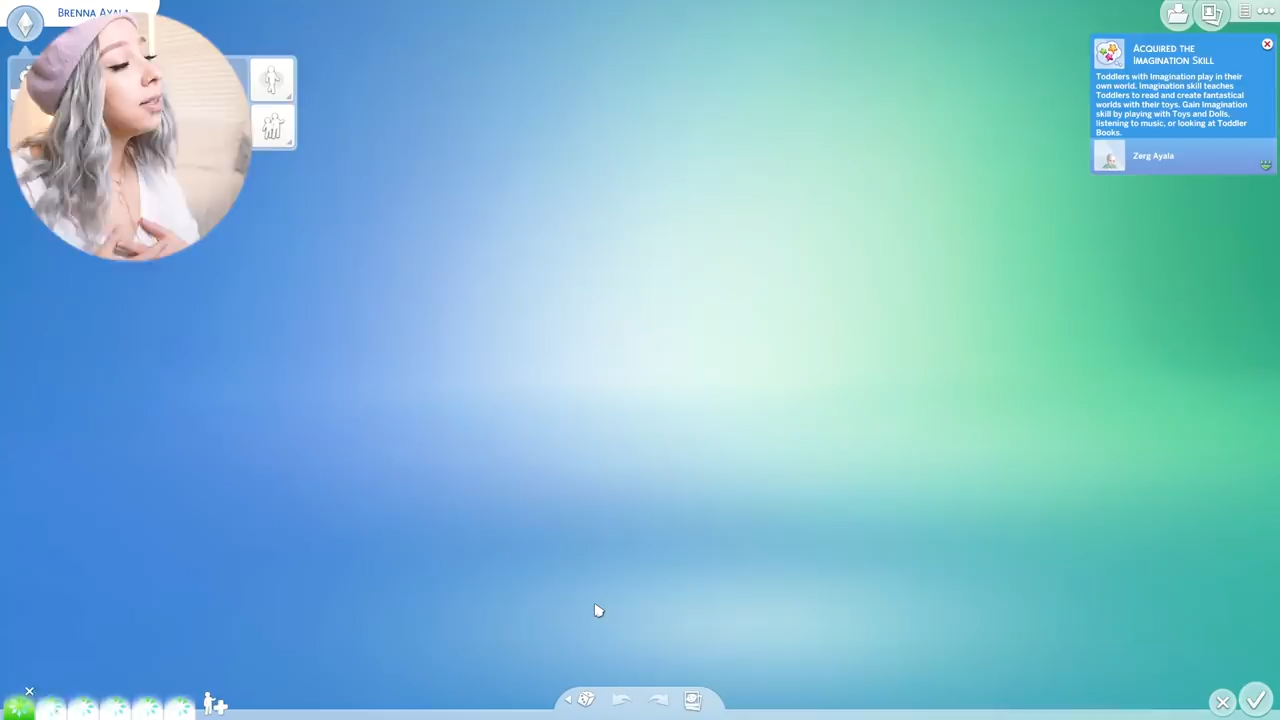 BRENNA AYALA
ACQUIRED THE
IMAGINATION SKILL
Toddlers with Imagination play in their
own world. Imagination skill teaches
Toddlers to read and create fantastical
worlds with their toys. Gain Imagination
skill by playing with Toys and Dolls,
listening to music, or looking at Toddler
Books.
Zerg Ayala